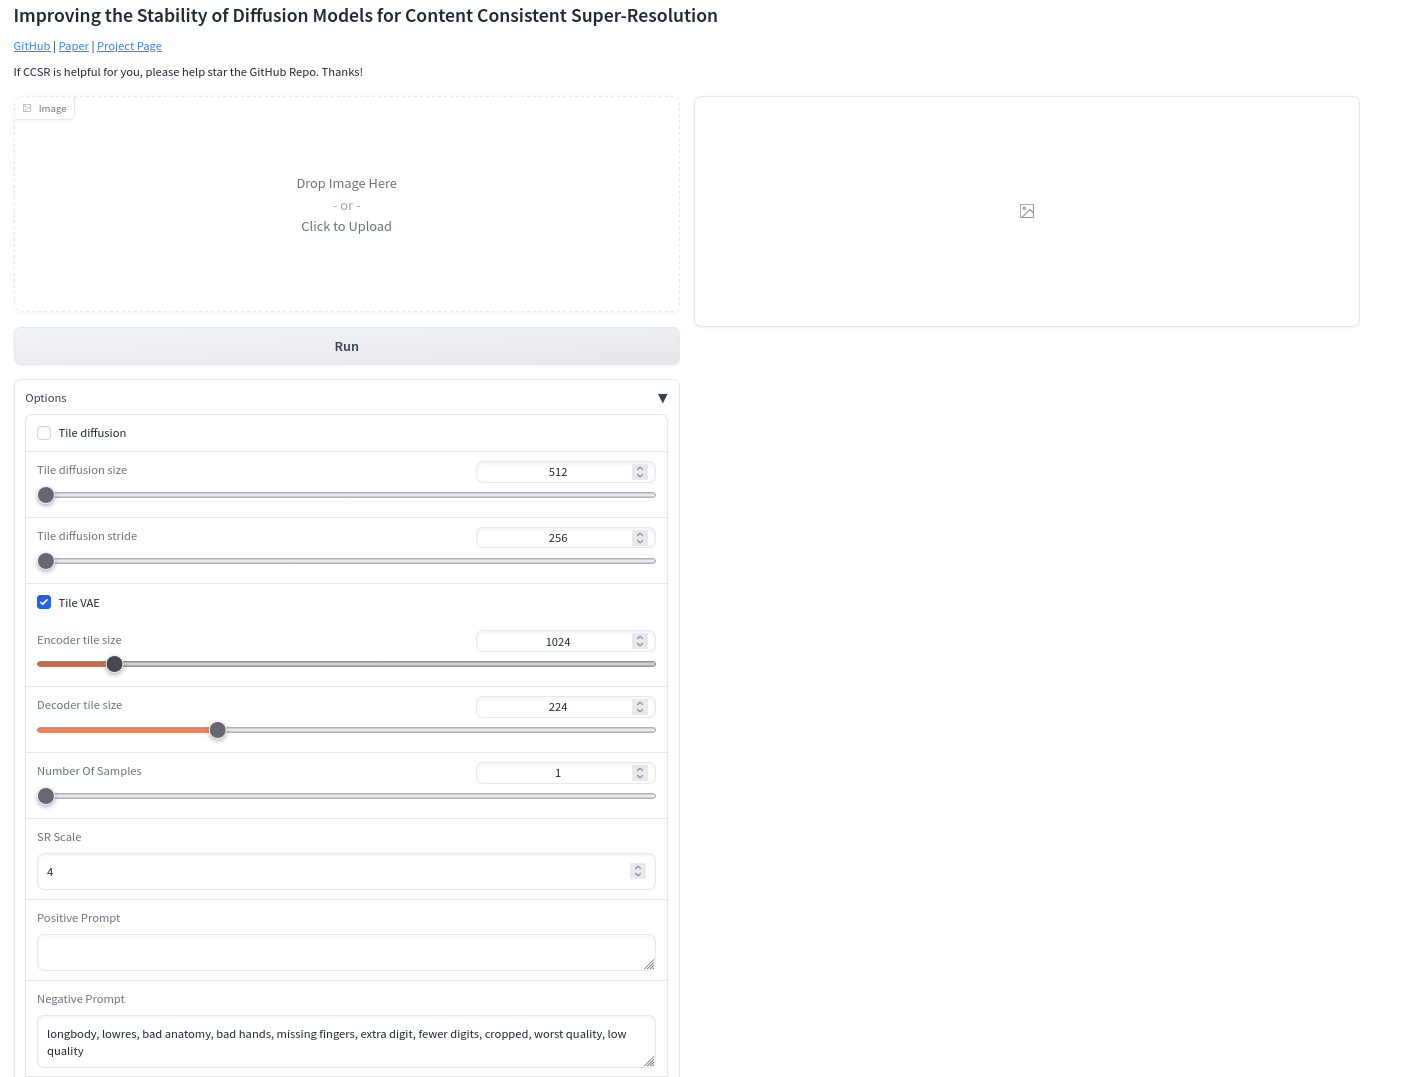 Improving the Stability of Diffusion Models for Content Consistent Super-Resolution
GitHub | Paper | Project Page
If CCSR is helpful for you, please help star the GitHub Repo. Thanks!
Image
Drop Image Here
- or -
Click to Upload
Run
Options ▼
Tile diffusion
Tile diffusion size 512
Tile diffusion stride 256
Tile VAE
Encoder tile size 1024
Decoder tile size 224
Number Of Samples 1
SR Scale
4
Positive Prompt
Negative Prompt
longbody, lowres, bad anatomy, bad hands, missing fingers, extra digit, fewer digits, cropped, worst quality, low
quality